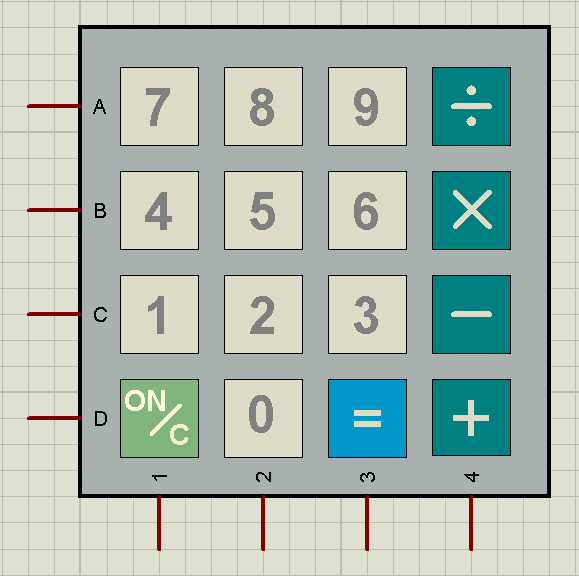 A 7 8 9 ÷
B 4 5 6 ×
C 1 2 3 −
D ON/C 0 = +
1 2 3 4